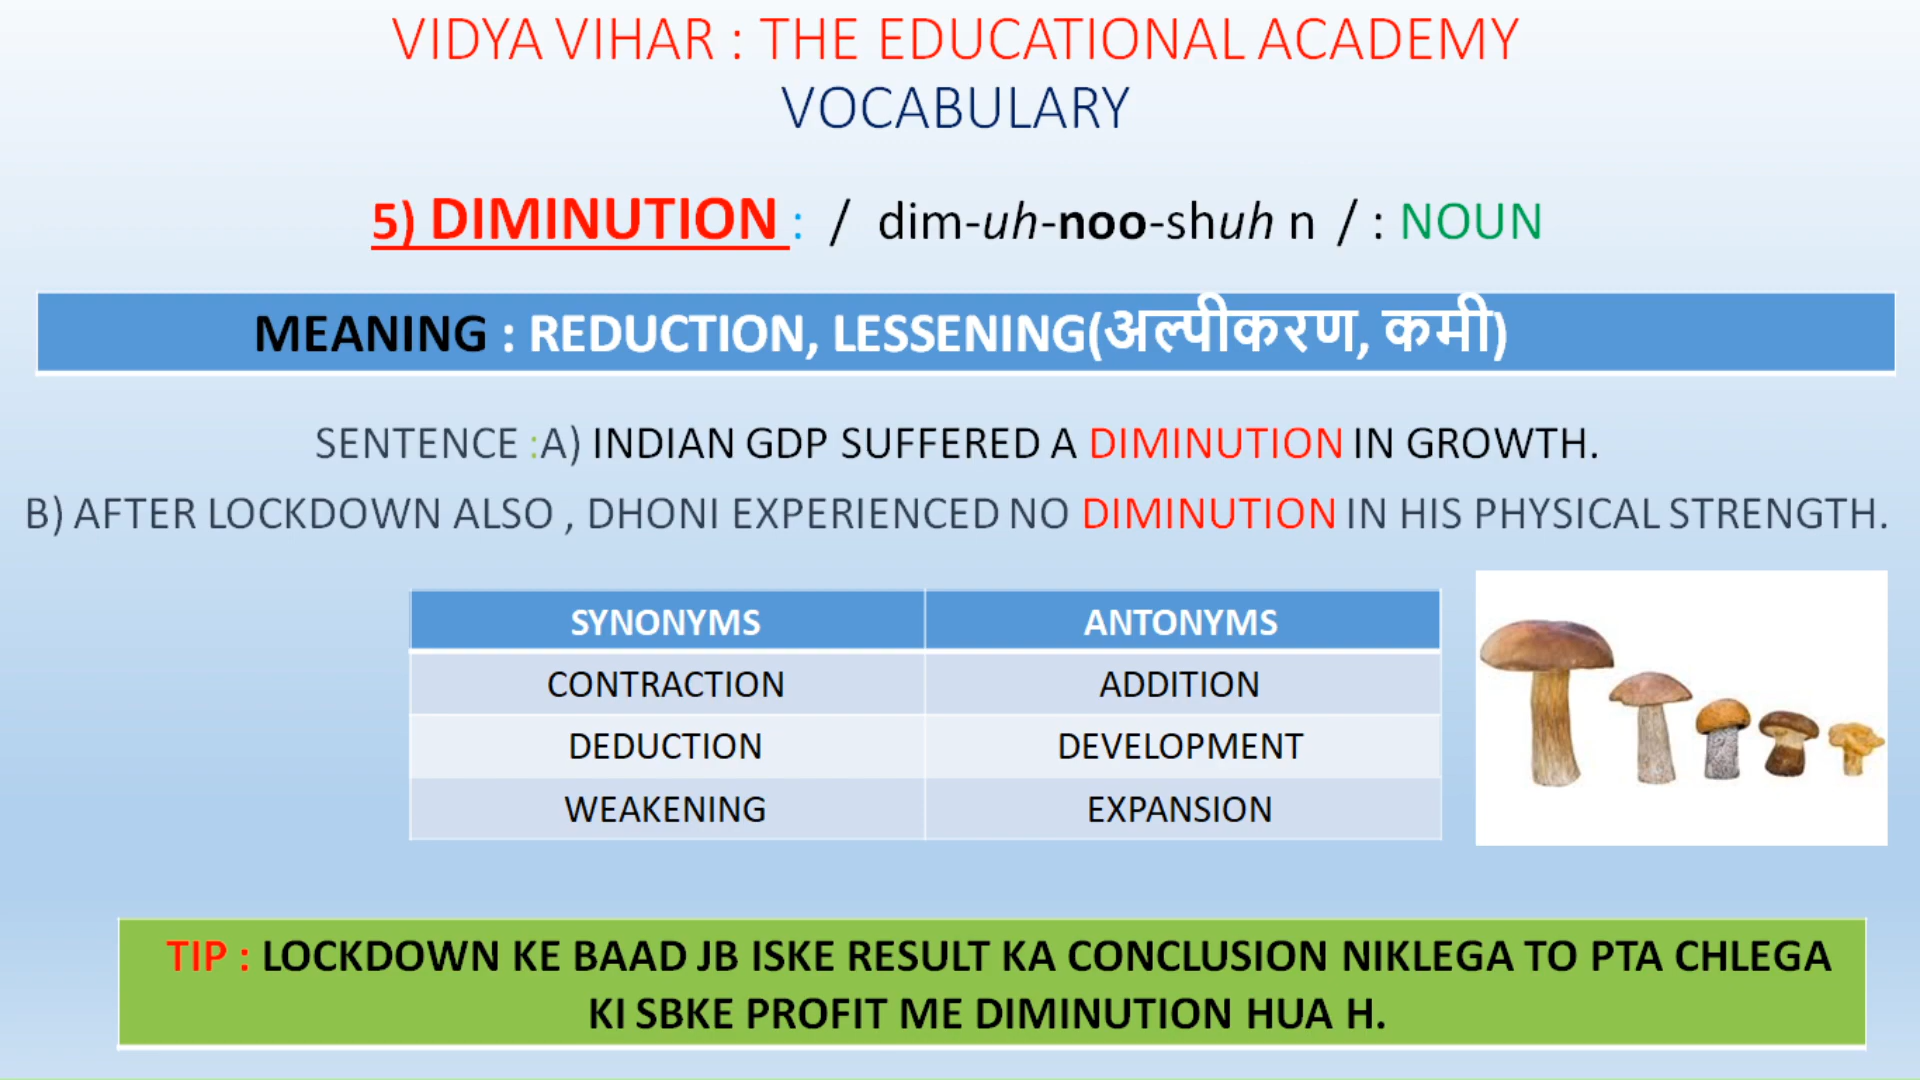 VIDYA VIHAR : THE EDUCATIONAL ACADEMY
VOCABULARY
5) DIMINUTION : / dim-uh-noo-shuh n / : NOUN
MEANING : REDUCTION, LESSENING(अल्पीकरण, कमी)
SENTENCE :A) INDIAN GDP SUFFERED A DIMINUTION IN GROWTH.
B) AFTER LOCKDOWN ALSO , DHONI EXPERIENCED NO DIMINUTION IN HIS PHYSICAL STRENGTH.
SYNONYMS ANTONYMS
CONTRACTION ADDITION
DEDUCTION DEVELOPMENT
WEAKENING EXPANSION
TIP : LOCKDOWN KE BAAD JB ISKE RESULT KA CONCLUSION NIKLEGA TO PTA CHLEGA
KI SBKE PROFIT ME DIMINUTION HUA H.